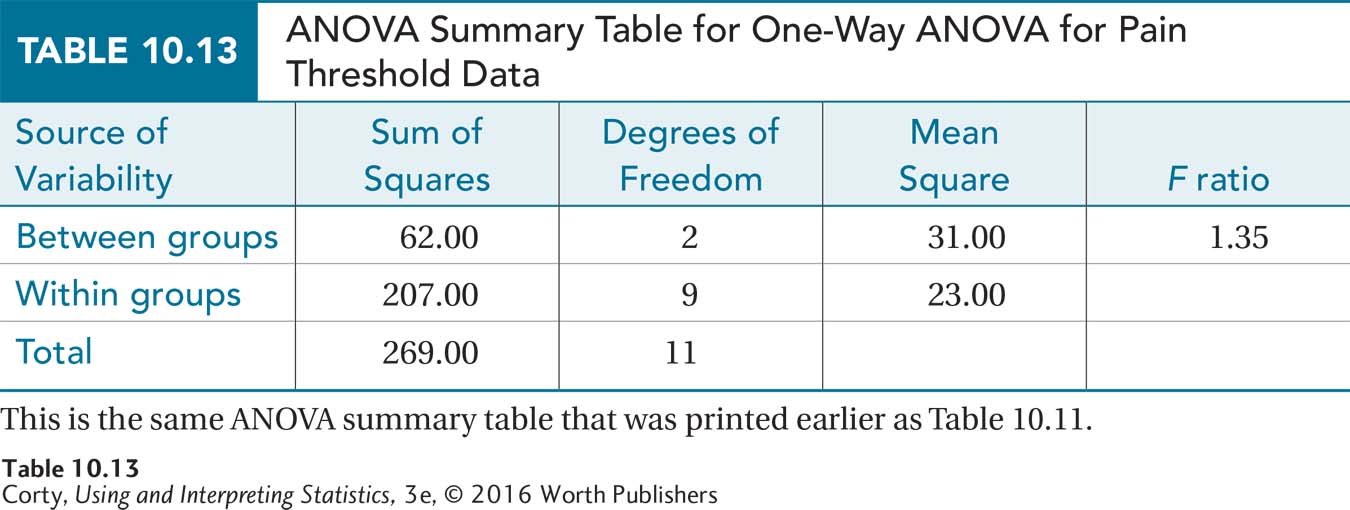 TABLE 10.13
ANOVA Summary Table for One-Way ANOVA for Pain
Threshold Data
Source of Variability Sum of Squares Degrees of Freedom Mean Square F ratio
Between groups 62.00 2 31.00 1.35
Within groups 207.00 9 23.00
Total 269.00 11
This is the same ANOVA summary table that was printed earlier as Table 10.11.
Table 10.13
Corty, Using and Interpreting Statistics, 3e, © 2016 Worth Publishers